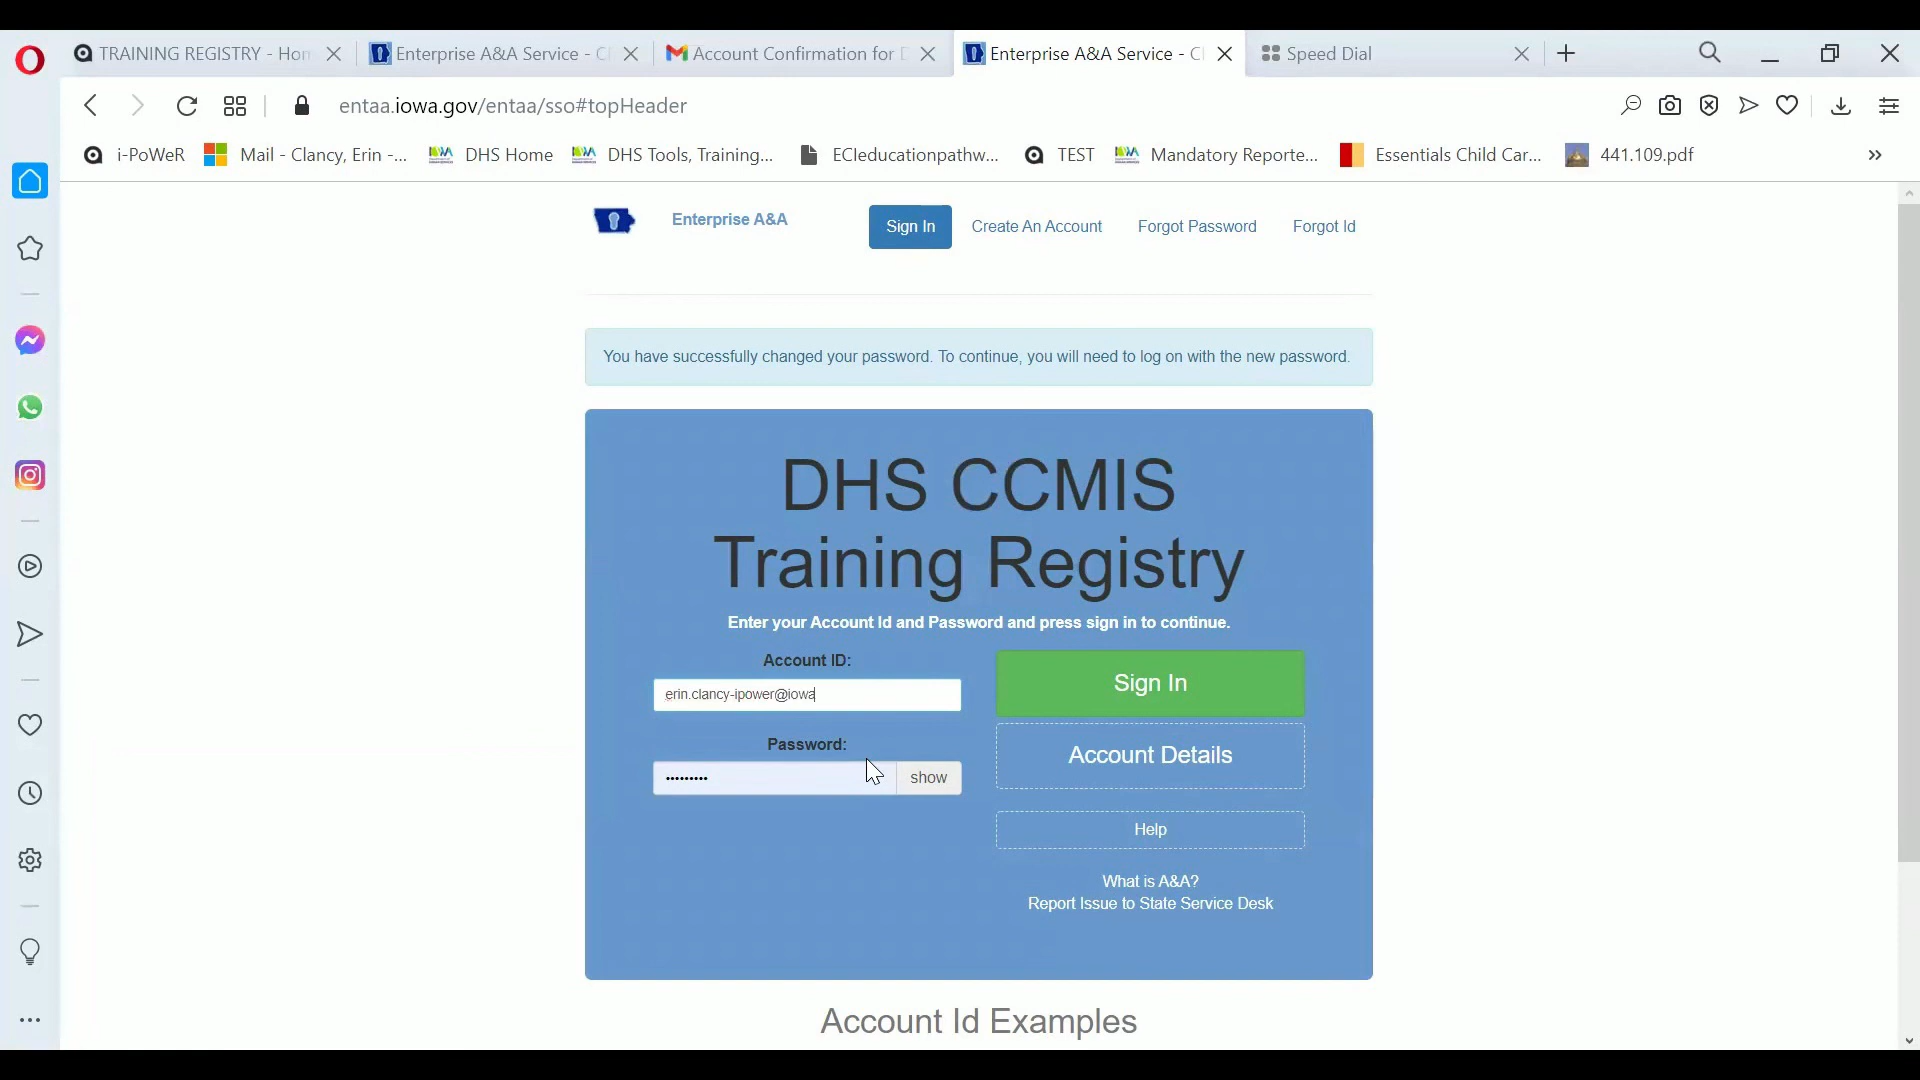 TRAINING REGISTRY - Hon
Enterprise A&A Service - C
Account Confirmation for D
Enterprise A&A Service - C
Speed Dial
entaa.iowa.gov/entaa/sso#topHeader
i-PoWeR
Mail - Clancy, Erin -...
DHS Home
DHS Tools, Training...
ECIeducationpathw...
TEST
Mandatory Reporte...
Essentials Child Car...
441.109.pdf
Enterprise A&A
Sign In
Create An Account
Forgot Password
Forgot Id
You have successfully changed your password. To continue, you will need to log on with the new password.
DHS CCMIS
Training Registry
Enter your Account Id and Password and press sign in to continue.
Account ID:
erin.clancy-ipower@iowa
Password:
show
Sign In
Account Details
Help
What is A&A?
Report Issue to State Service Desk
Account Id Examples